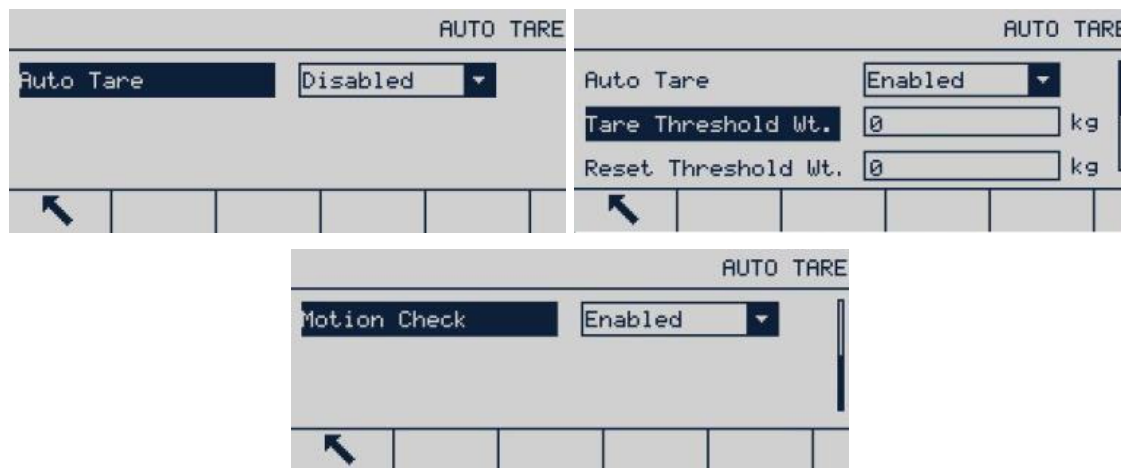 AUTO TARE
Auto Tare Disabled
AUTO TARE
Auto Tare Enabled
Tare Threshold Wt. 0 kg
Reset Threshold Wt. 0 kg
AUTO TARE
Motion Check Enabled